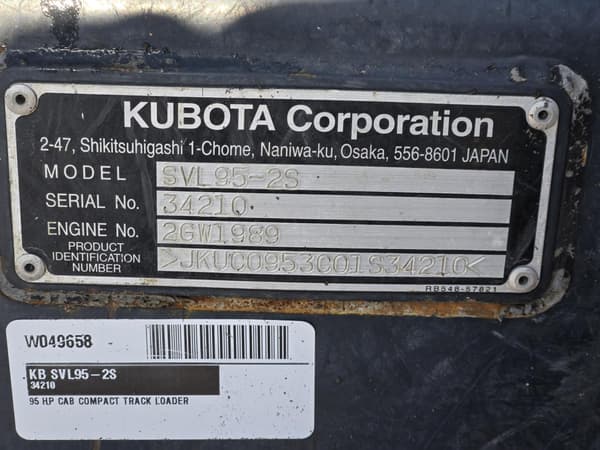 KUBOTA Corporation
2-47, Shikitsuhigashi 1-Chome, Naniwa-ku, Osaka, 556-8601 JAPAN
MODEL SVL95-2S
SERIAL No. 34210
ENGINE No. 2GW1989
PRODUCT IDENTIFICATION NUMBER >JKUC0953C01S34210<
RB548-57821
W049658
KB SVL95-2S
34210
95 HP CAB COMPACT TRACK LOADER